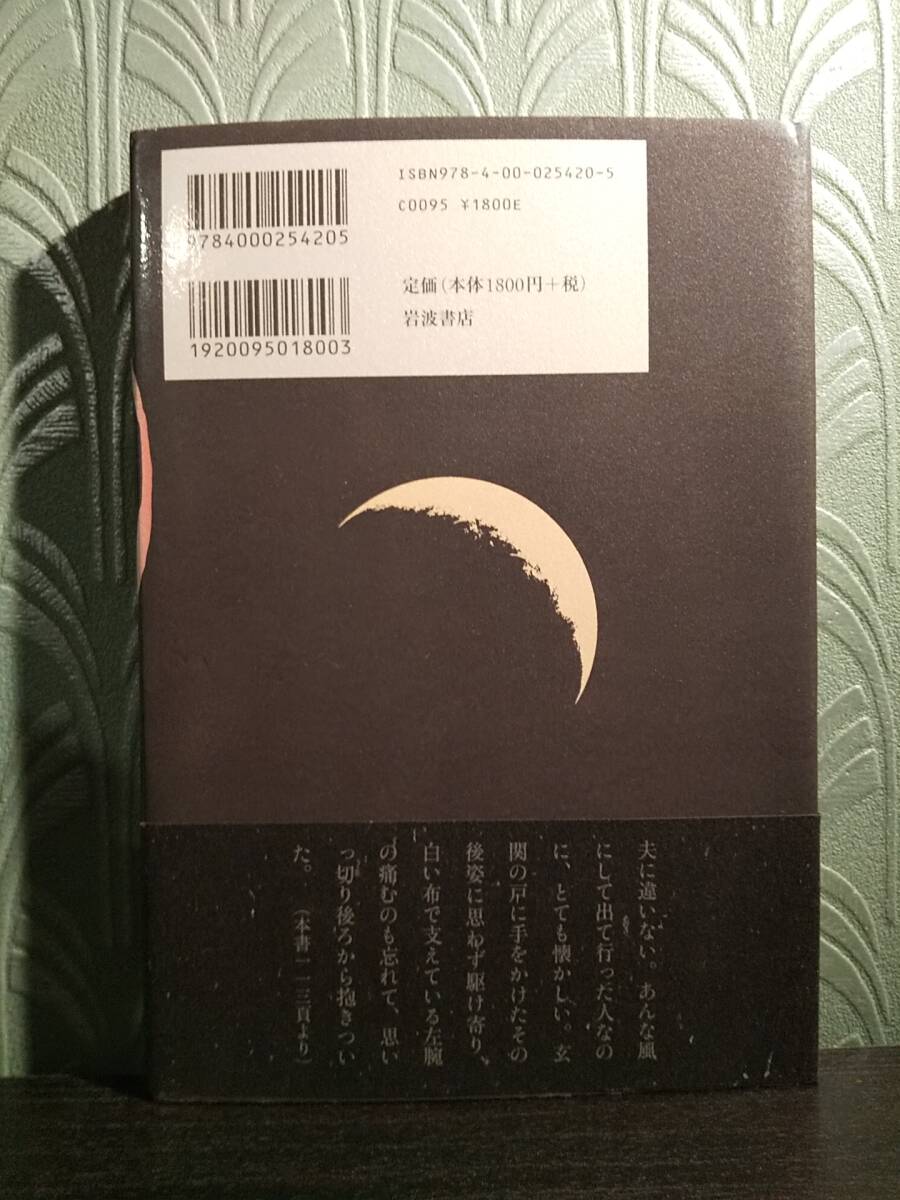 ISBN978-4-00-025420-5
C0095 ¥1800E
9784000254205
定価(本体1800円+税)
岩波書店
1920095018003
夫に違いない。あんな風
にして出て行った人なの
に、とても懐かしい。玄
関の戸に手をかけたその
後姿に思わず駆け寄り、
白い布で支えている左腕
の痛むのも忘れて、思い
っ切り後ろから抱きつい
た。 (本書一一三頁より)